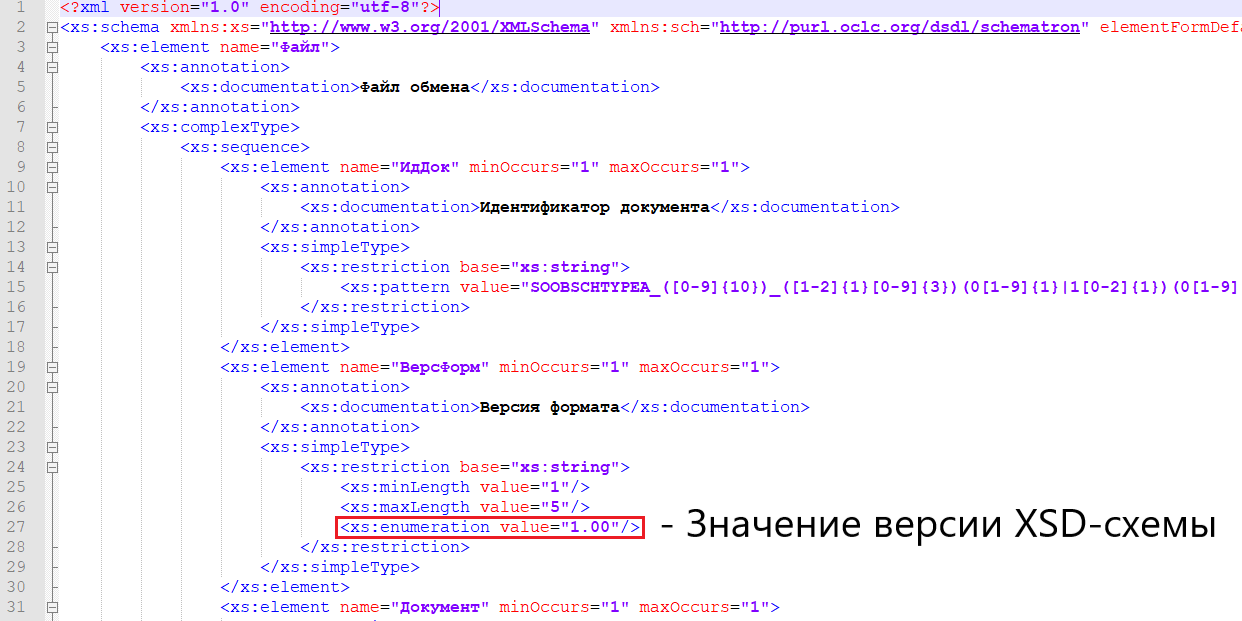 1 <?xml version="1.0" encoding="utf-8"?>
2 <xs:schema xmlns:xs="http://www.w3.org/2001/XMLSchema" xmlns:sch="http://purl.oclc.org/dsdl/schematron" elementFormDefa
3 <xs:element name="Файл">
4 <xs:annotation>
5 <xs:documentation>Файл обмена</xs:documentation>
6 </xs:annotation>
7 <xs:complexType>
8 <xs:sequence>
9 <xs:element name="ИдДок" minOccurs="1" maxOccurs="1">
10 <xs:annotation>
11 <xs:documentation>Идентификатор документа</xs:documentation>
12 </xs:annotation>
13 <xs:simpleType>
14 <xs:restriction base="xs:string">
15 <xs:pattern value="SOOBSCHTYPEA_([0-9]{10})_([1-2]{1}[0-9]{3})(0[1-9]{1}|1[0-2]{1})(0[1-9]
16 </xs:restriction>
17 </xs:simpleType>
18 </xs:element>
19 <xs:element name="ВерсФорм" minOccurs="1" maxOccurs="1">
20 <xs:annotation>
21 <xs:documentation>Версия формата</xs:documentation>
22 </xs:annotation>
23 <xs:simpleType>
24 <xs:restriction base="xs:string">
25 <xs:minLength value="1"/>
26 <xs:maxLength value="5"/>
27 <xs:enumeration value="1.00"/> - Значение версии XSD-схемы
28 </xs:restriction>
29 </xs:simpleType>
30 </xs:element>
31 <xs:element name="Документ" minOccurs="1" maxOccurs="1">